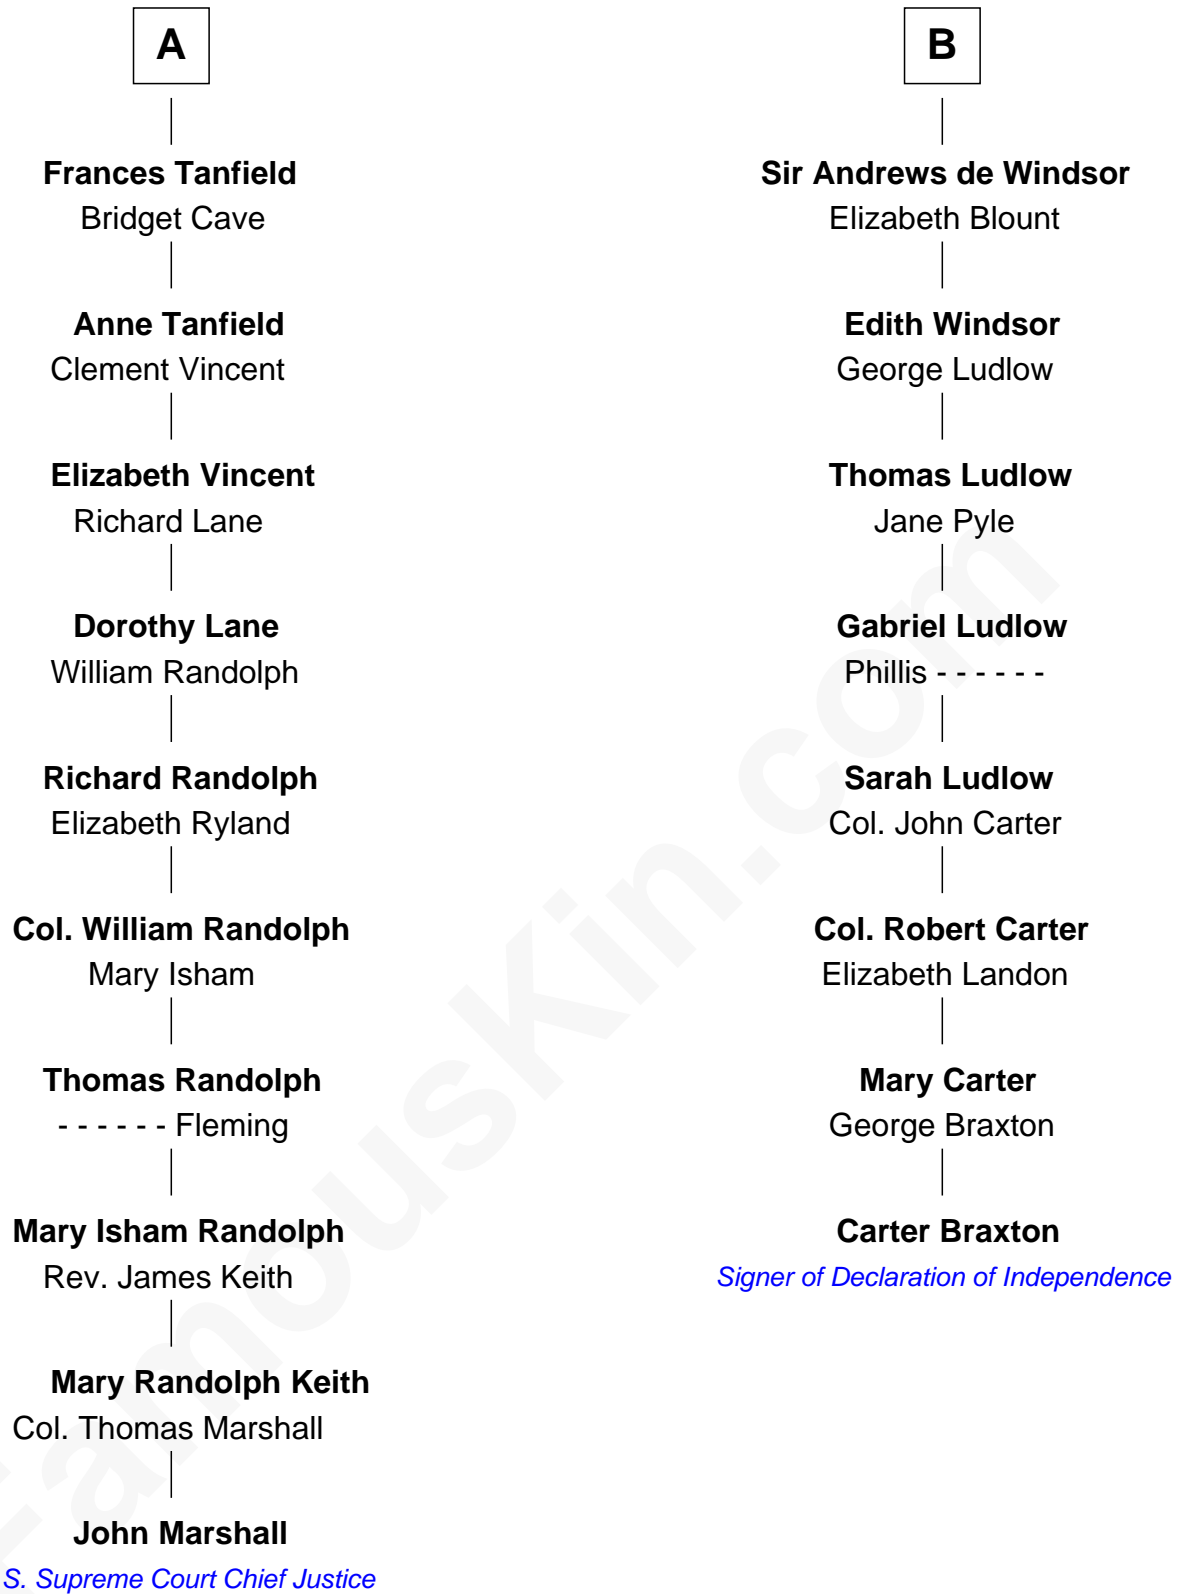 A
Frances Tanfield
Bridget Cave
Anne Tanfield
Clement Vincent
Elizabeth Vincent
Richard Lane
Dorothy Lane
William Randolph
Richard Randolph
Elizabeth Ryland
Col. William Randolph
Mary Isham
Thomas Randolph
- - - - - - Fleming
Mary Isham Randolph
Rev. James Keith
Mary Randolph Keith
Col. Thomas Marshall
John Marshall
S. Supreme Court Chief Justice
B
Sir Andrews de Windsor
Elizabeth Blount
Edith Windsor
George Ludlow
Thomas Ludlow
Jane Pyle
Gabriel Ludlow
Phillis - - - - - -
Sarah Ludlow
Col. John Carter
Col. Robert Carter
Elizabeth Landon
Mary Carter
George Braxton
Carter Braxton
Signer of Declaration of Independence
FamousKin.com